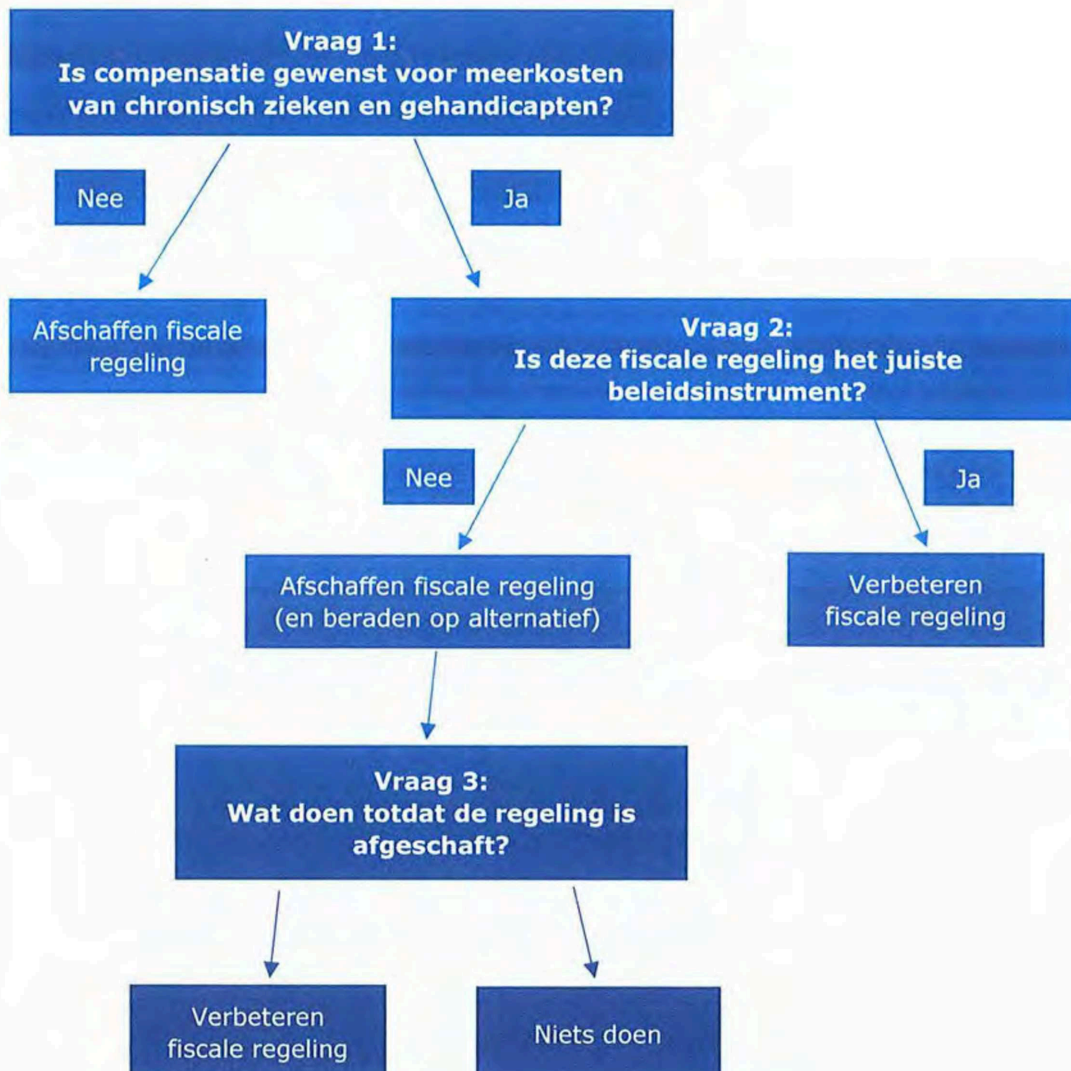 Vraag 1:
Is compensatie gewenst voor meerkosten
van chronisch zieken en gehandicapten?
Nee
Ja
Afschaffen fiscale
regeling
Vraag 2:
Is deze fiscale regeling het juiste
beleidsinstrument?
Nee
Ja
Afschaffen fiscale regeling
(en beraden op alternatief)
Verbeteren
fiscale regeling
Vraag 3:
Wat doen totdat de regeling is
afgeschaft?
Verbeteren
fiscale regeling
Niets doen